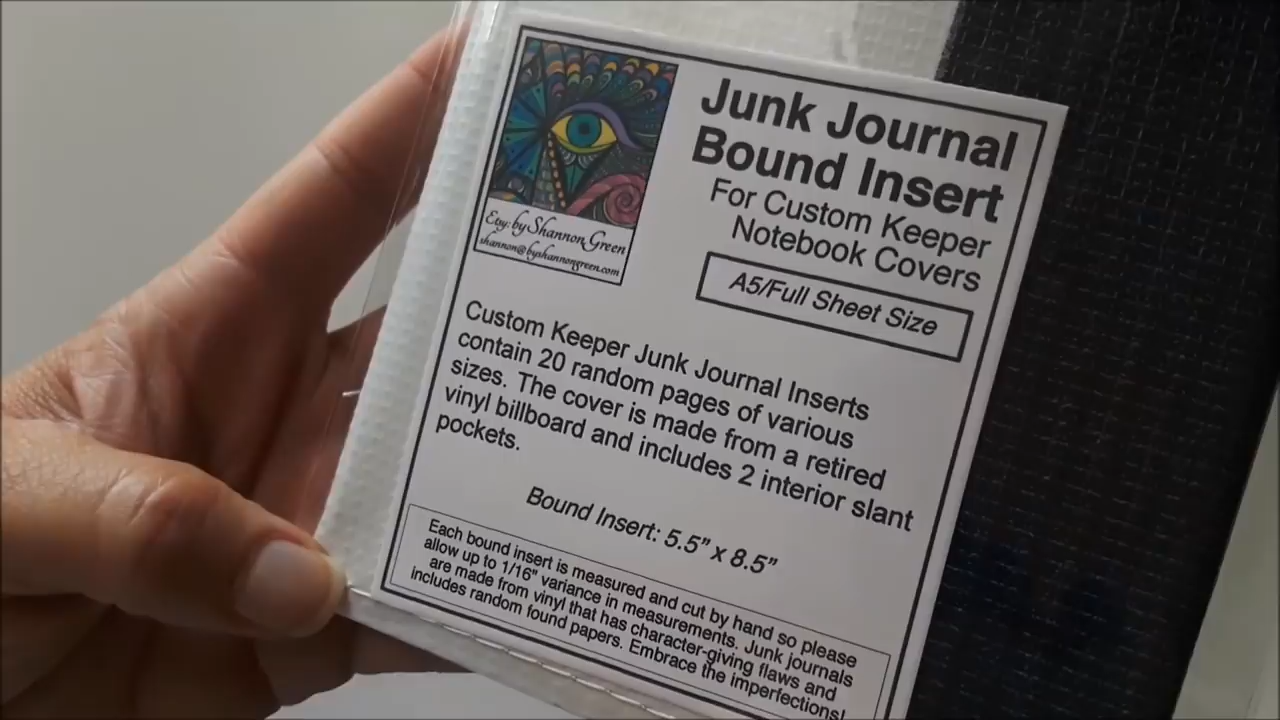 Junk Journal
Bound Insert
For Custom Keeper
Notebook Covers
A5/Full Sheet Size
Etsy: byShannonGreen
shannon@byshannongreen.com
Custom Keeper Junk Journal Inserts
contain 20 random pages of various
sizes. The cover is made from a retired
vinyl billboard and includes 2 interior slant
pockets.
Bound Insert: 5.5” x 8.5”
Each bound insert is measured and cut by hand so please
allow up to 1/16" variance in measurements. Junk journals
are made from vinyl that has character-giving flaws and
includes random found papers. Embrace the imperfections!